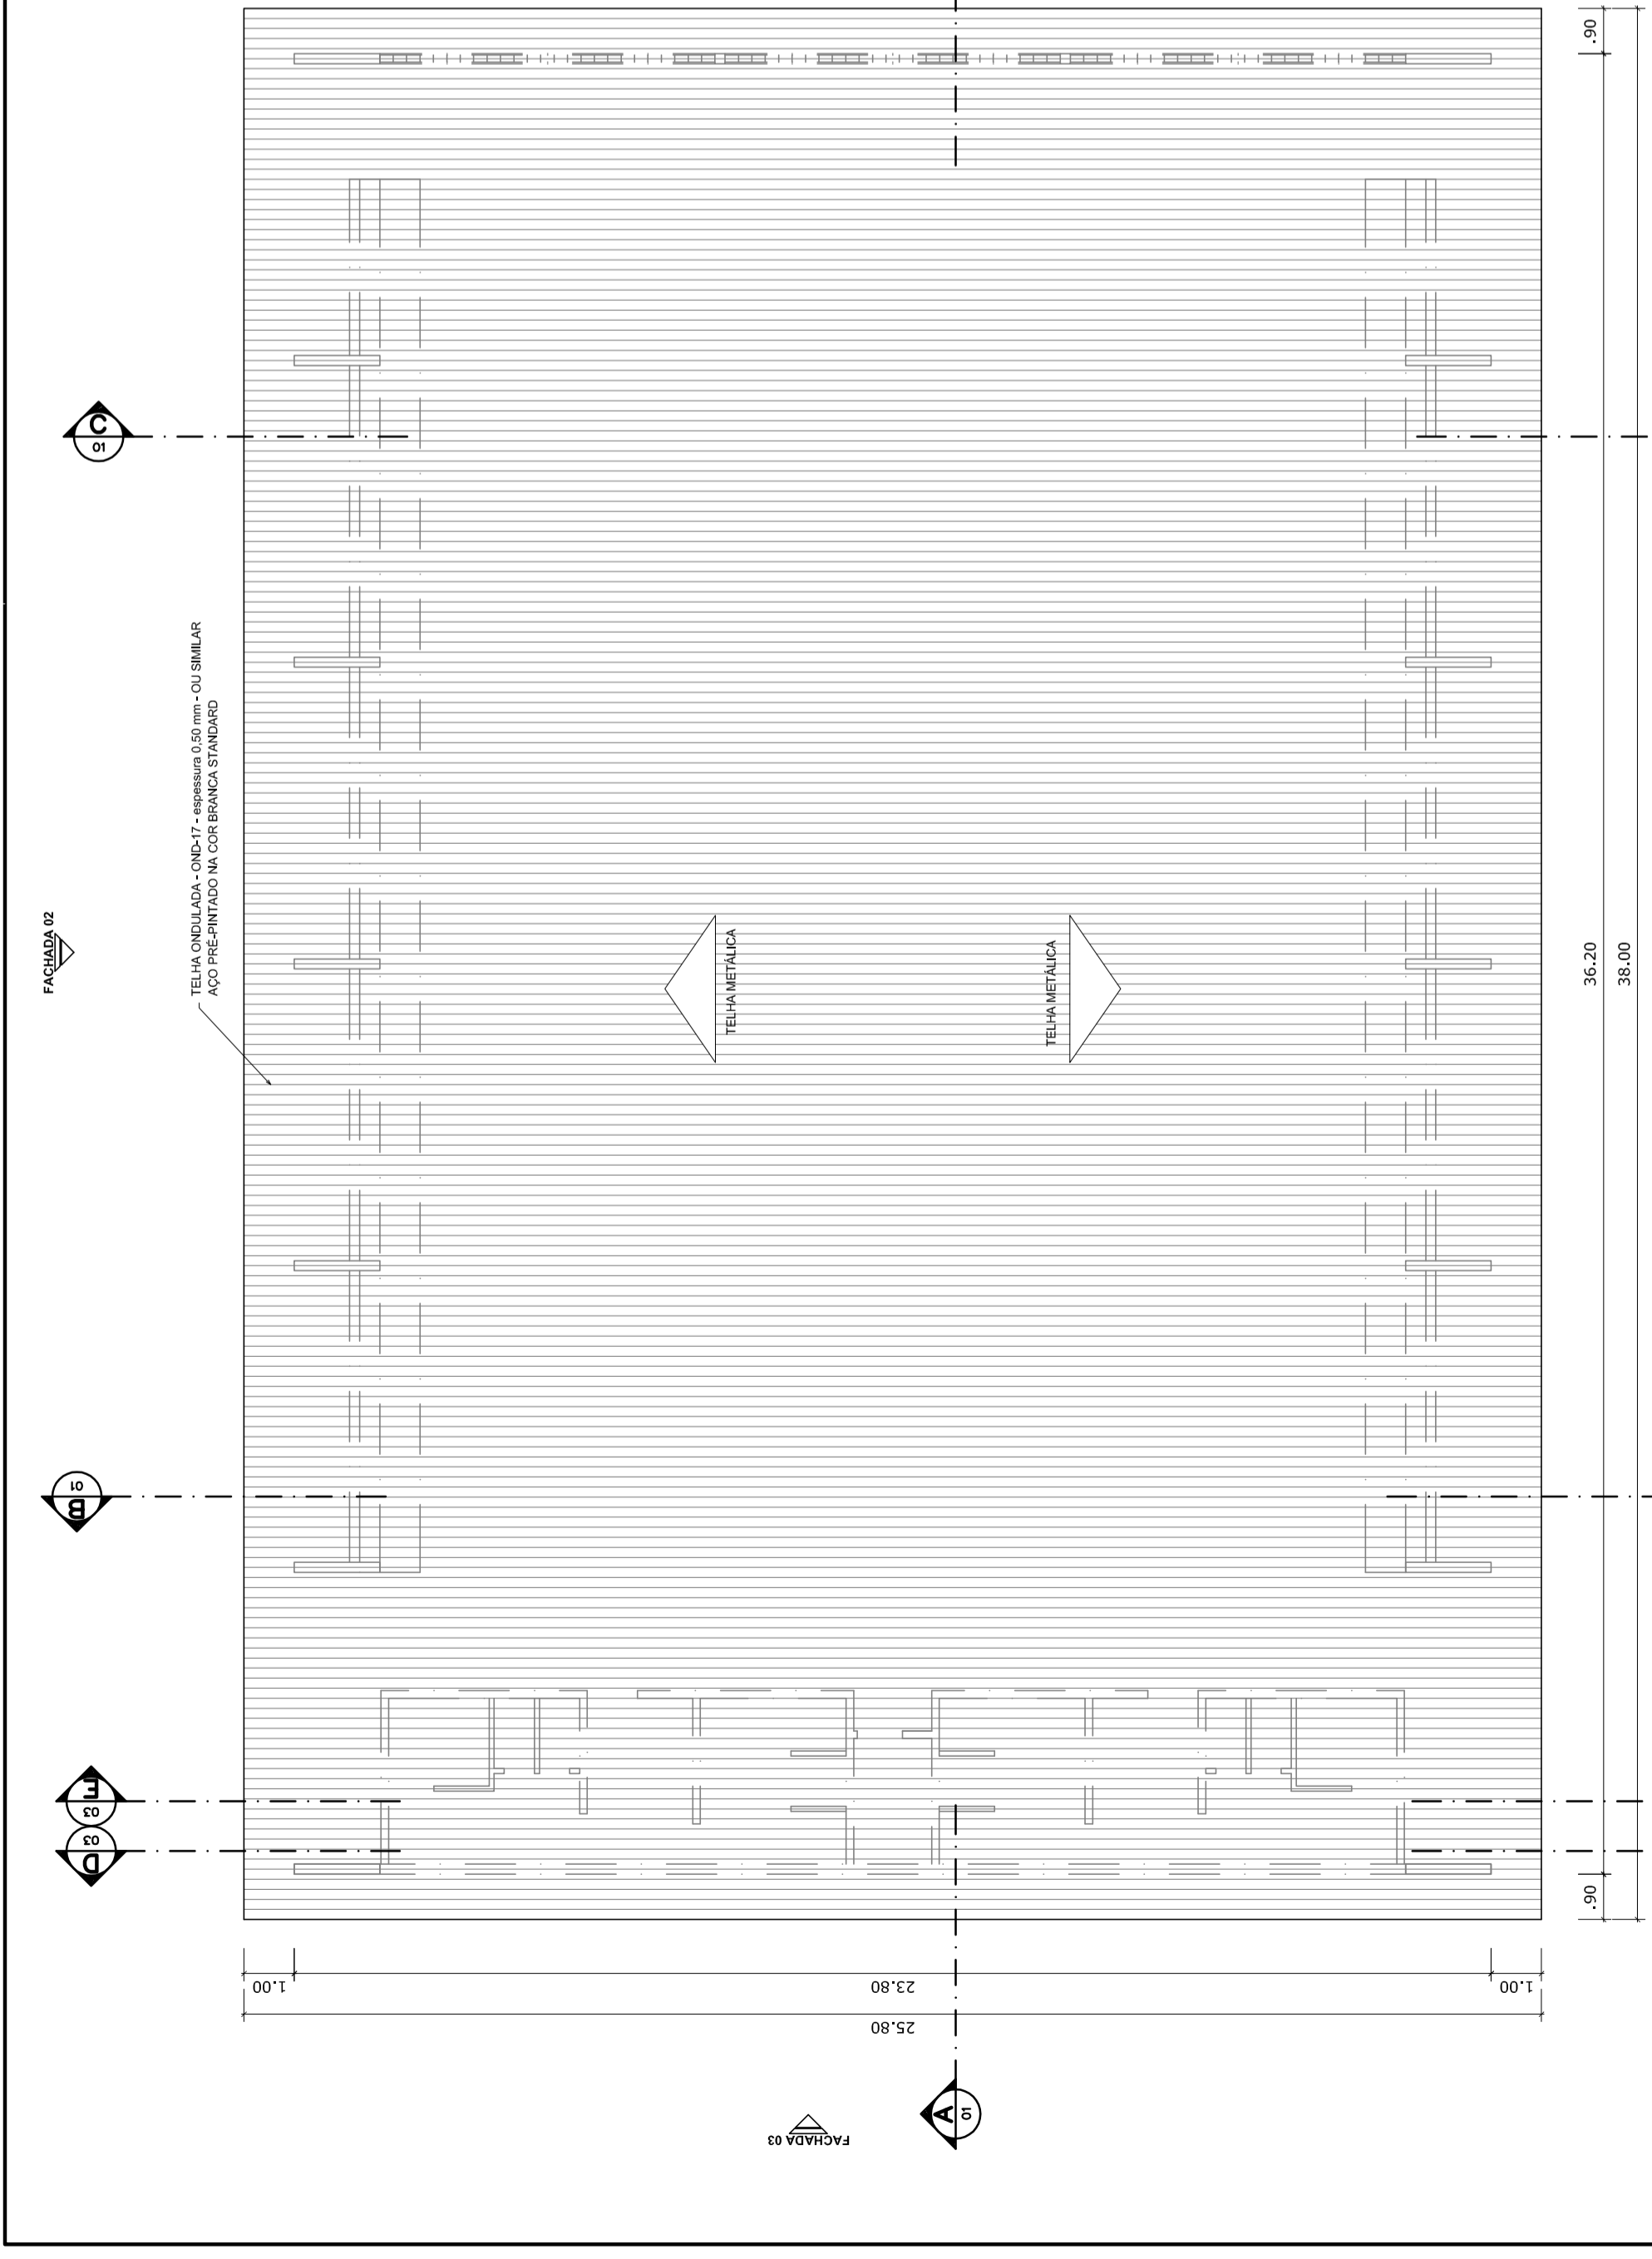 FACHADA 02
TELHA ONDULADA - OND-17 - espessura 0,50 mm - OU SIMILAR
AÇO PRÉ-PINTADO NA COR BRANCA STANDARD
C
01
B
01
E
03
D
03
TELHA METÁLICA
TELHA METÁLICA
.90
36.20
38.00
.90
1.00
23.80
1.00
25.80
A
01
FACHADA 03